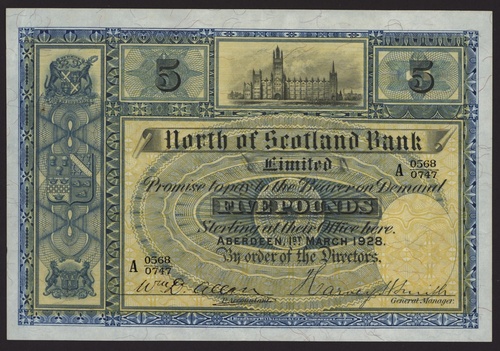 5 5
North of Scotland Bank
Limited
A 0568
0747
Promise to pay to the Bearer on Demand
FIVE POUNDS
Sterling at their Office here.
ABERDEEN, 1ST MARCH 1928.
A 0568
0747
By order of the Directors.
Accountant.
General Manager.